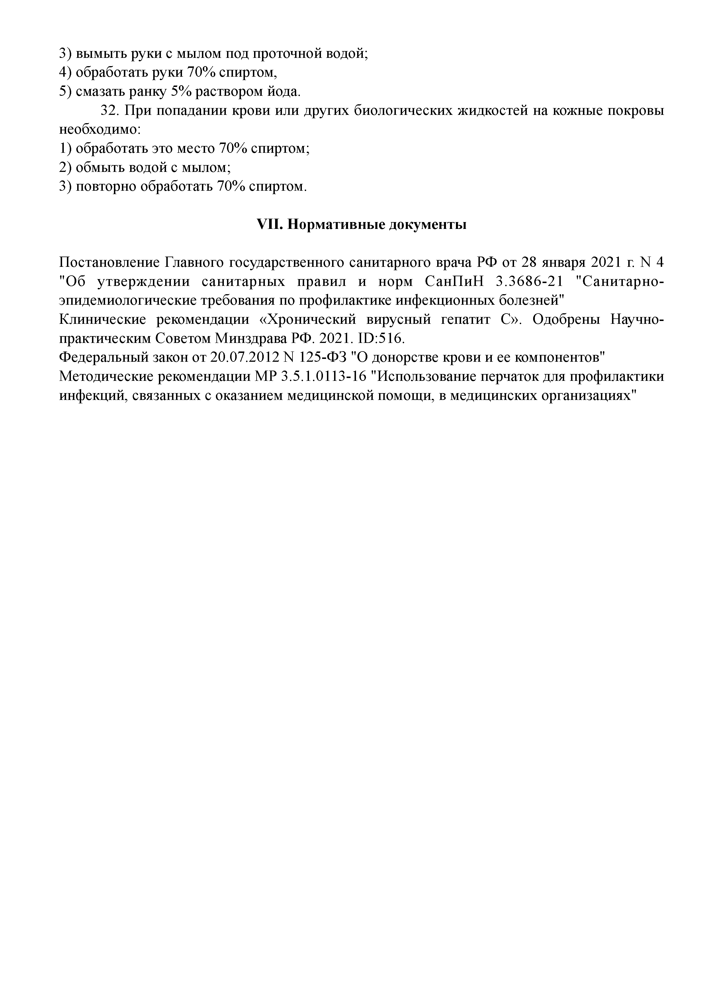 3) вымыть руки с мылом под проточной водой;
4) обработать руки 70% спиртом,
5) смазать ранку 5% раствором йода.
32. При попадании крови или других биологических жидкостей на кожные покровы
необходимо:
1) обработать это место 70% спиртом;
2) обмыть водой с мылом;
3) повторно обработать 70% спиртом.
VII. Нормативные документы
Постановление Главного государственного санитарного врача РФ от 28 января 2021 г. N 4
"Об утверждении санитарных правил и норм СанПиН 3.3686-21 "Санитарно-
эпидемиологические требования по профилактике инфекционных болезней"
Клинические рекомендации «Хронический вирусный гепатит С». Одобрены Научно-
практическим Советом Минздрава РФ. 2021. ID:516.
Федеральный закон от 20.07.2012 N 125-ФЗ "О донорстве крови и ее компонентов"
Методические рекомендации МР 3.5.1.0113-16 "Использование перчаток для профилактики
инфекций, связанных с оказанием медицинской помощи, в медицинских организациях"